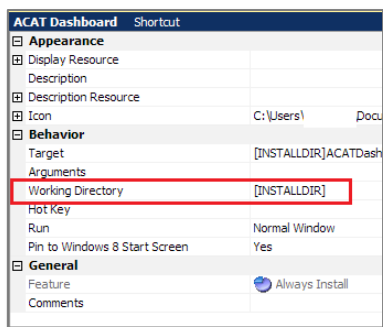 ACAT Dashboard Shortcut
Appearance
Display Resource
Description
Description Resource
Icon C:\Users\ Docu
Behavior
Target [INSTALLDIR]ACATDash
Arguments
Working Directory [INSTALLDIR]
Hot Key
Run Normal Window
Pin to Windows 8 Start Screen Yes
General
Feature Always Install
Comments